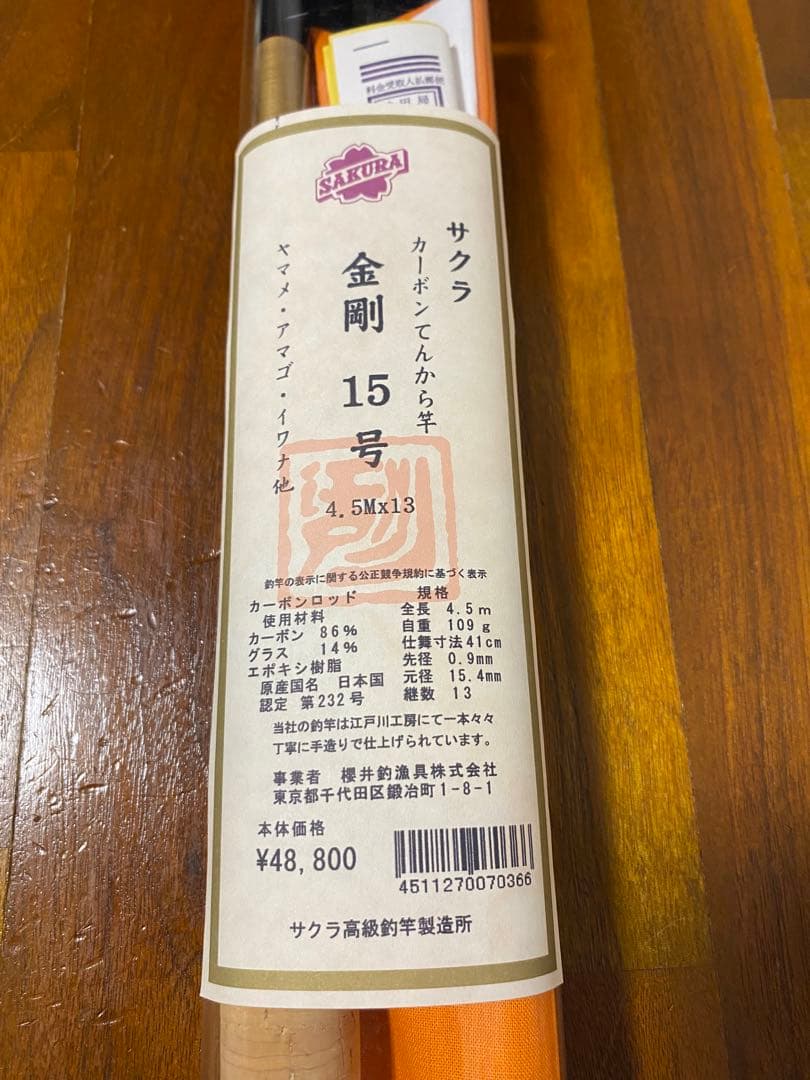 料金受取人払郵便
SAKURA
サクラ
カーボンてんから竿
金剛 15号
ヤマメ・アマゴ・イワナ他
4.5Mx13
釣竿の表示に関する公正競争規約に基づく表示
カーボンロッド
使用材料
カーボン 86%
グラス 14%
エポキシ樹脂
原産国名 日本国
認定 第232号
規格
全長 4.5m
自重 109g
仕舞寸法41cm
先径 0.9mm
元径 15.4mm
継数 13
当社の釣竿は江戸川工房にて一本々々
丁寧に手造りで仕上げられています。
事業者 櫻井釣漁具株式会社
東京都千代田区鍛冶町1-8-1
本体価格
¥48,800
4511270070366
サクラ高級釣竿製造所